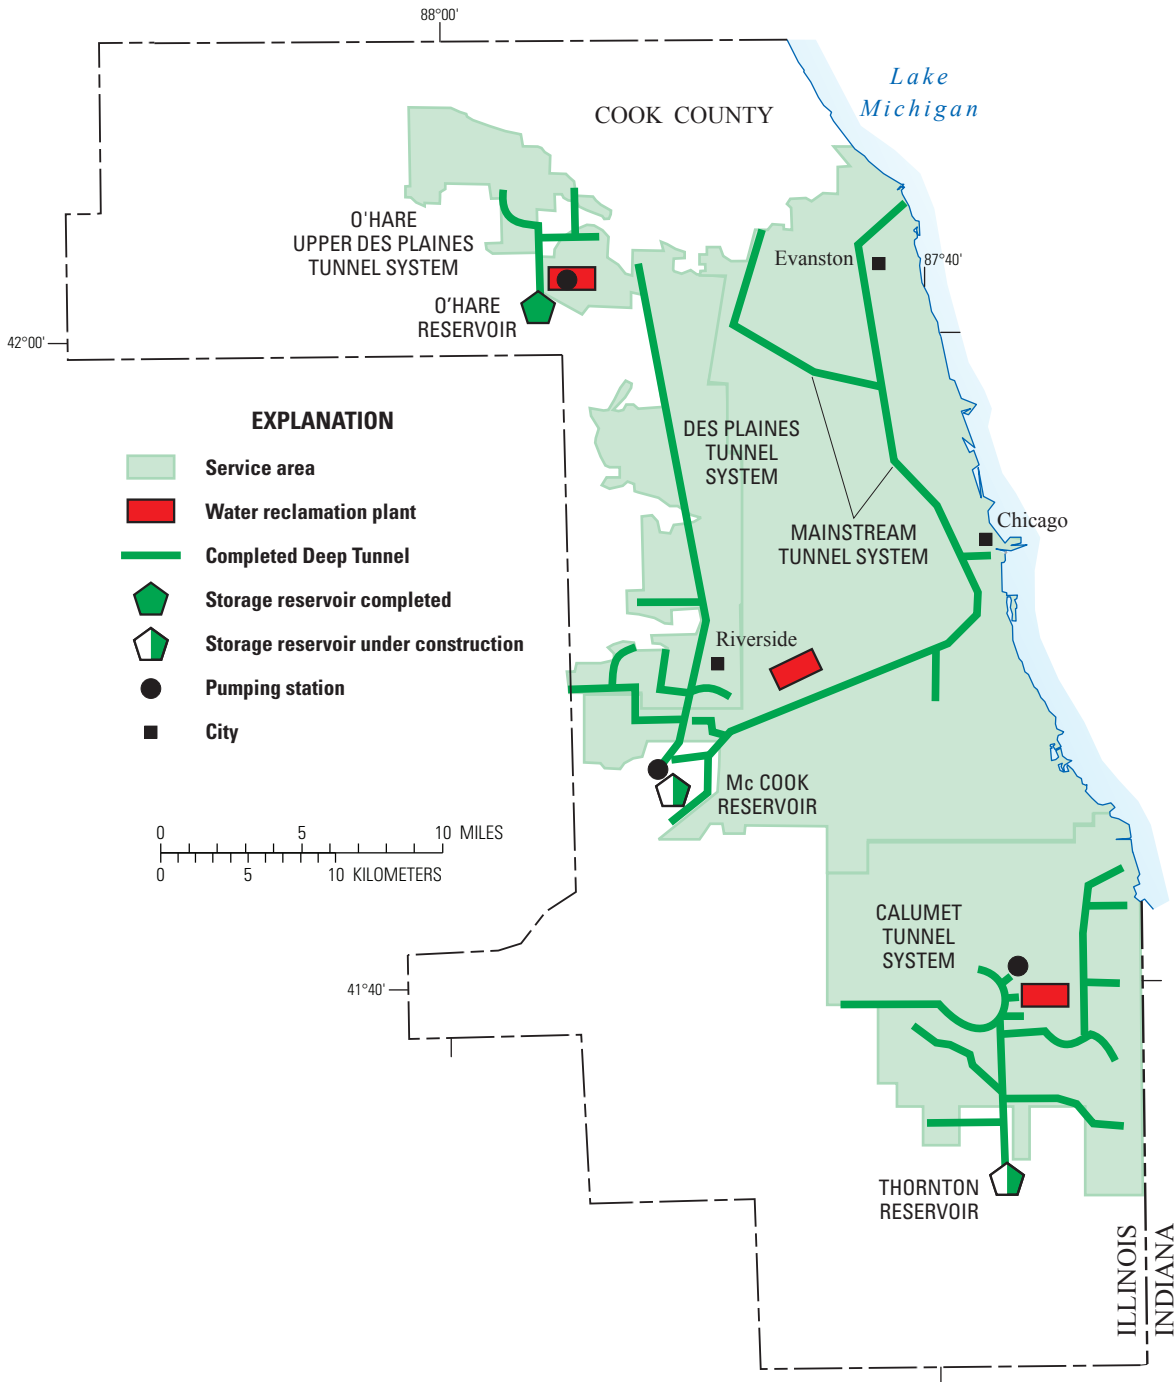 88°00'
Lake
Michigan
COOK COUNTY
O'HARE
UPPER DES PLAINES
TUNNEL SYSTEM
Evanston
87°40'
O'HARE
RESERVOIR
42°00'
EXPLANATION
Service area
Water reclamation plant
Completed Deep Tunnel
Storage reservoir completed
Storage reservoir under construction
Pumping station
City
DES PLAINES
TUNNEL
SYSTEM
MAINSTREAM
TUNNEL SYSTEM
Chicago
Riverside
Mc COOK
RESERVOIR
0 5 10 MILES
0 5 10 KILOMETERS
CALUMET
TUNNEL
SYSTEM
41°40'
THORNTON
RESERVOIR
ILLINOIS
INDIANA